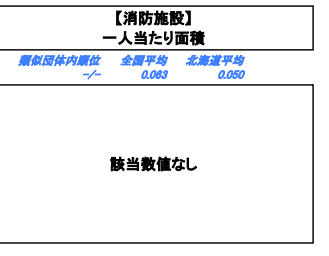 【消防施設】
一人当たり面積
類似団体内順位 全国平均 北海道平均
-/- 0.063 0.050
該当数値なし